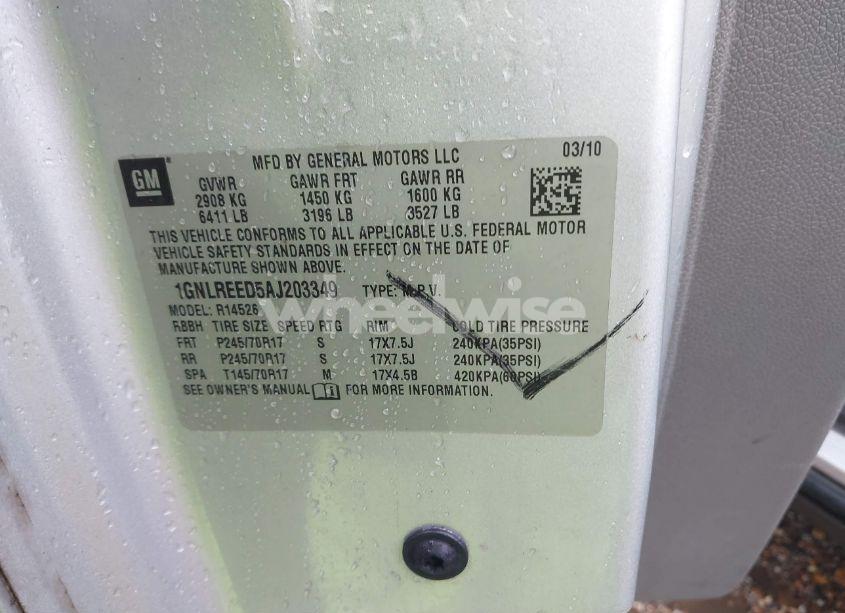 GM
MFD BY GENERAL MOTORS LLC 03/10
GVWR GAWR FRT GAWR RR
2908 KG 1450 KG 1600 KG
6411 LB 3196 LB 3527 LB
THIS VEHICLE CONFORMS TO ALL APPLICABLE U.S. FEDERAL MOTOR
VEHICLE SAFETY STANDARDS IN EFFECT ON THE DATE OF
MANUFACTURE SHOWN ABOVE.
1GNLREED5AJ203349 TYPE: M.P.V.
wheelwise
MODEL: R14526
RBBH TIRE SIZE SPEED RTG RIM COLD TIRE PRESSURE
FRT P245/70R17 S 17X7.5J 240KPA(35PSI)
RR P245/70R17 S 17X7.5J 240KPA(35PSI)
SPA T145/70R17 M 17X4.5B 420KPA(60PSI)
SEE OWNER'S MANUAL FOR MORE INFORMATION.